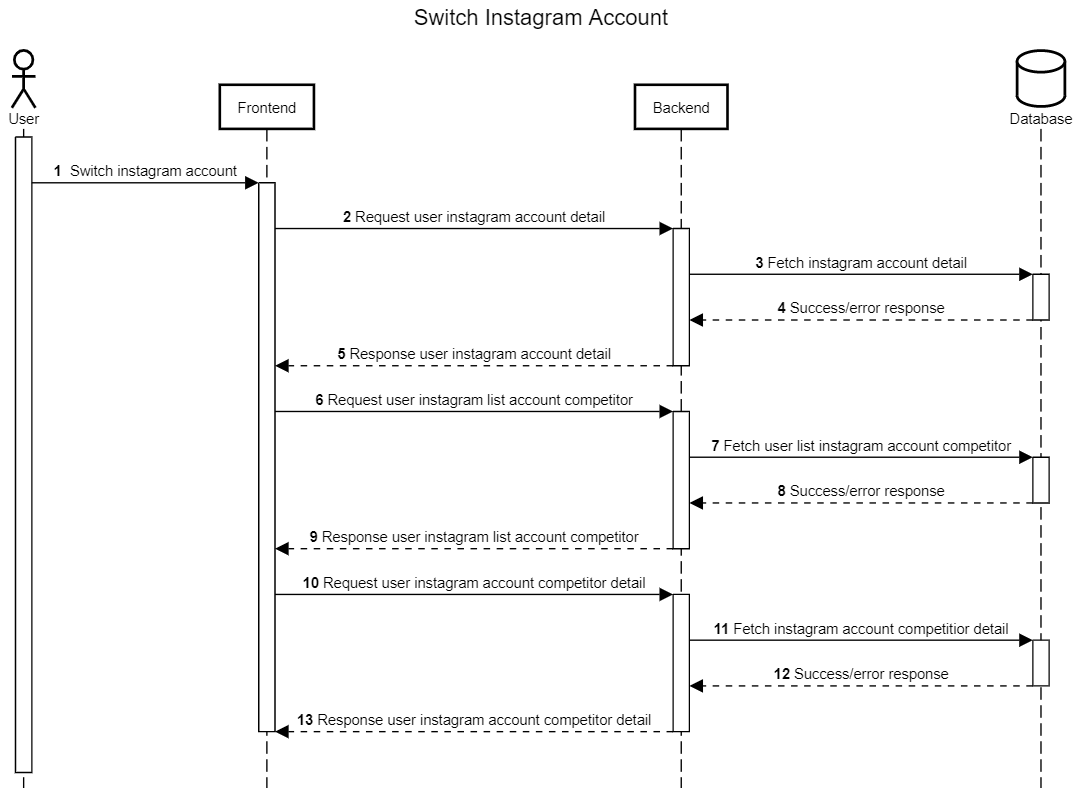 Switch Instagram Account
User
Frontend
Backend
Database
1 Switch instagram account
2 Request user instagram account detail
3 Fetch instagram account detail
4 Success/error response
5 Response user instagram account detail
6 Request user instagram list account competitor
7 Fetch user list instagram account competitor
8 Success/error response
9 Response user instagram list account competitor
10 Request user instagram account competitor detail
11 Fetch instagram account competitior detail
12 Success/error response
13 Response user instagram account competitor detail